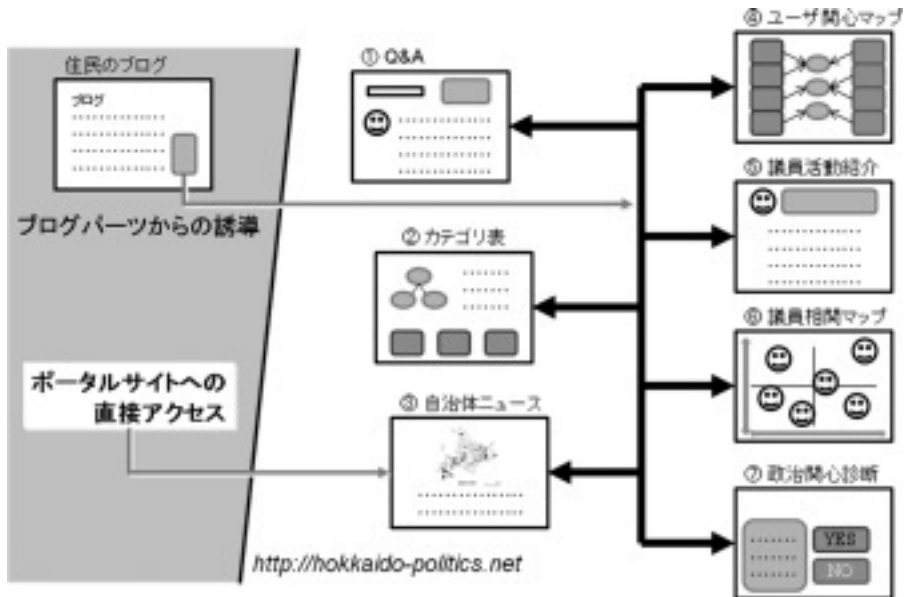 住民のブログ
ブログ
ブログパーツからの誘導
ポータルサイトへの
直接アクセス
① Q&A
② カテゴリ表
③ 自治体ニュース
http://hokkaido-politics.net
④ ユーザ関心マップ
⑤ 議員活動紹介
⑥ 議員相関マップ
⑦ 政治関心診断
YES
NO